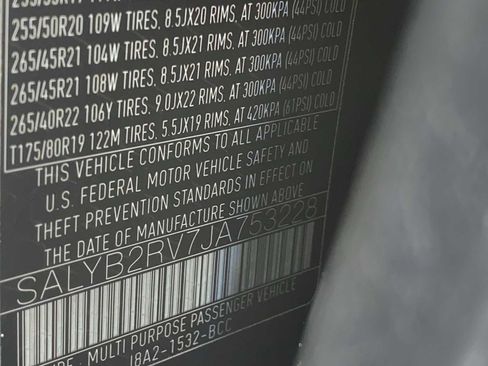 255/50R20 109W TIRES, 8.5JX20 RIMS, AT 300KPA (44PSI) COLD
265/45R21 104W TIRES, 8.5JX21 RIMS, AT 300KPA (44PSI) COLD
265/45R21 108W TIRES, 8.5JX21 RIMS, AT 300KPA (44PSI) COLD
265/40R22 106Y TIRES, 9.0JX22 RIMS, AT 300KPA (44PSI) COLD
T175/80R19 122M TIRES, 5.5JX19 RIMS, AT 420KPA (61PSI) COLD
THIS VEHICLE CONFORMS TO ALL APPLICABLE
U.S. FEDERAL MOTOR VEHICLE SAFETY AND
THEFT PREVENTION STANDARDS IN EFFECT ON
THE DATE OF MANUFACTURE SHOWN ABOVE
SALYB2RV7JA753228
: MULTI PURPOSE PASSENGER VEHICLE
J8A2-1532-BCC